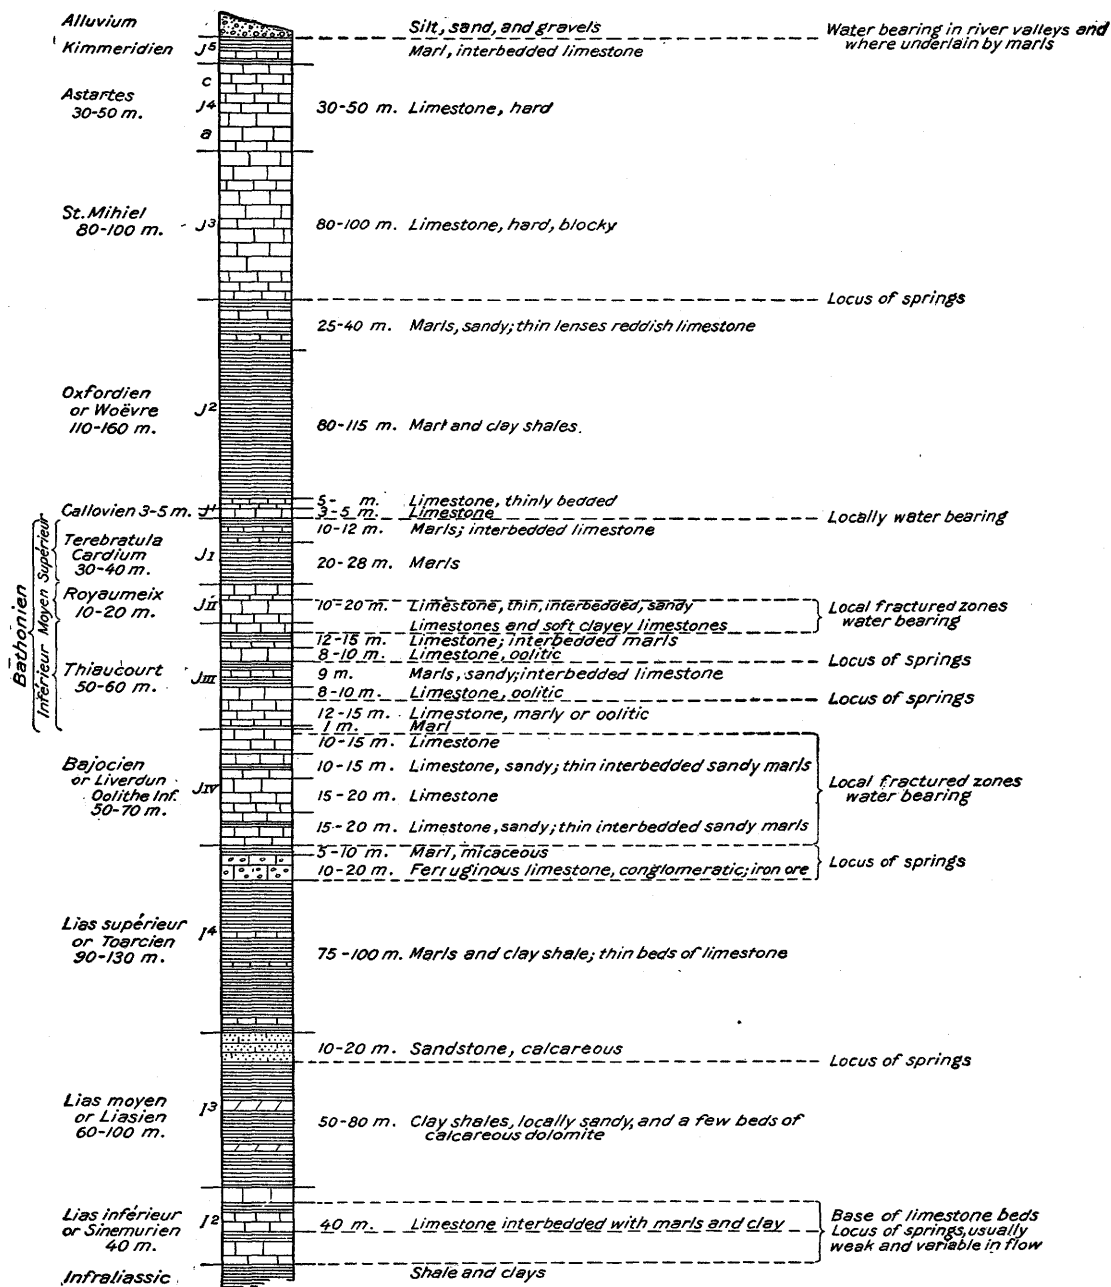 Alluvium
Silt, sand, and gravels
Water bearing in river valleys and
where underlain by marls
Kimmeridien J5
Marl, interbedded limestone
Astartes
30-50 m.
c
J4
a
30-50 m. Limestone, hard
St. Mihiel
80-100 m.
J3
80-100 m. Limestone, hard, blocky
Locus of springs
25-40 m. Marls, sandy; thin lenses reddish limestone
Oxfordien
or Woëvre
110-160 m.
J2
80-115 m. Marl and clay shales.
5- m. Limestone, thinly bedded
Callovien 3-5 m. J1
3-5 m. Limestone
Locally water bearing
10-12 m. Marls; interbedded limestone
Bathonien
Inférieur Moyen Supérieur
Terebratula
Cardium
30-40 m.
JI
20-28 m. Marls
Royaumeix
10-20 m.
JII
10-20 m. Limestone, thin, interbedded, sandy
Limestones and soft clayey limestones
Local fractured zones
water bearing
12-15 m. Limestone; interbedded marls
8-10 m. Limestone, oolitic
Locus of springs
Thiaucourt
50-60 m.
JIII
9 m. Marls, sandy; interbedded limestone
8-10 m. Limestone, oolitic
Locus of springs
12-15 m. Limestone, marly or oolitic
1 m. Marl
10-15 m. Limestone
Bajocien
or Liverdun
Oolithe Inf.
50-70 m.
JIV
10-15 m. Limestone, sandy; thin interbedded sandy marls
15-20 m. Limestone
15-20 m. Limestone, sandy; thin interbedded sandy marls
Local fractured zones
water bearing
5-10 m. Marl, micaceous
10-20 m. Ferruginous limestone, conglomeratic; iron ore
Locus of springs
Lias supérieur
or Toarcien
90-130 m.
I4
75-100 m. Marls and clay shale; thin beds of limestone
10-20 m. Sandstone, calcareous
Locus of springs
Lias moyen
or Liasien
60-100 m.
I3
50-80 m. Clay shales, locally sandy, and a few beds of
calcareous dolomite
Lias inférieur
or Sinemurien
40 m.
I2
40 m. Limestone interbedded with marls and clay
Base of limestone beds
Locus of springs, usually
weak and variable in flow
Infraliassic
Shale and clays